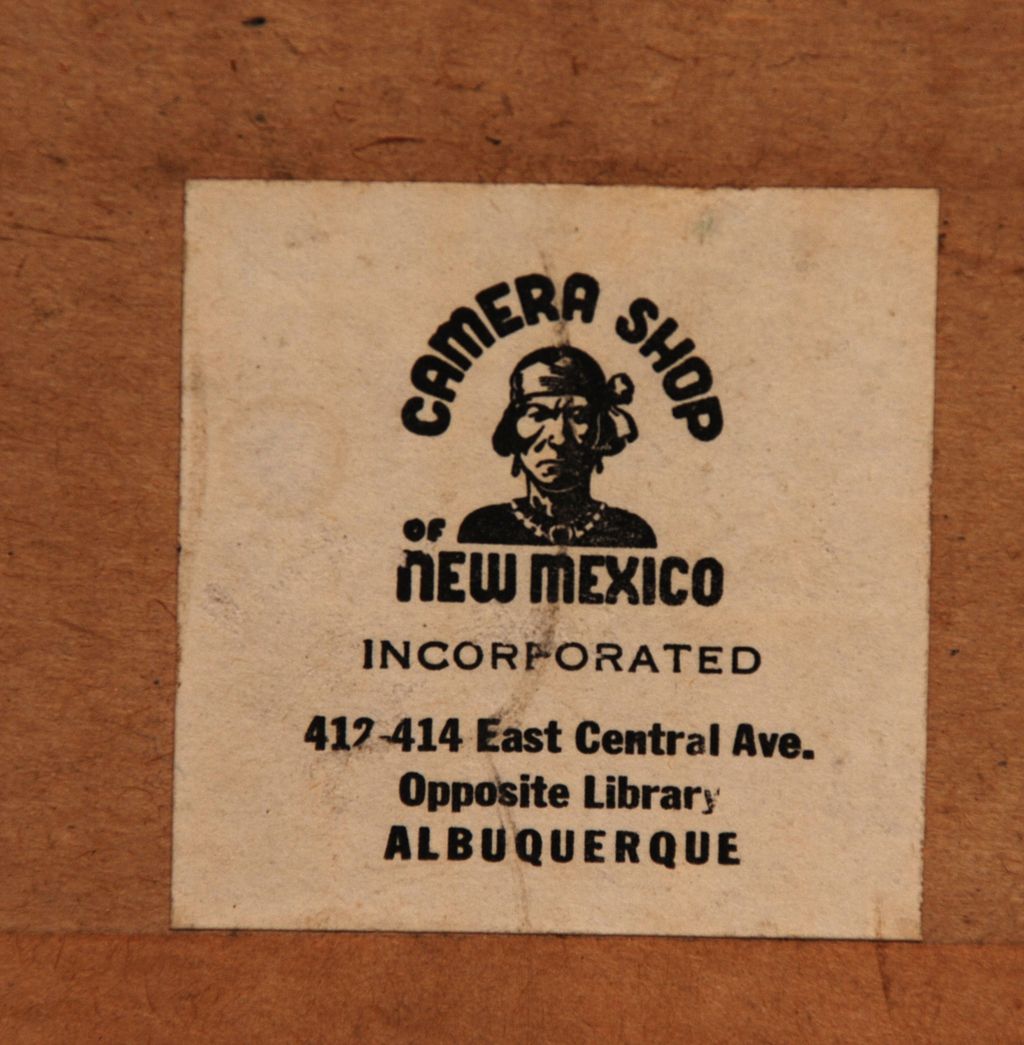 CAMERA SHOP
OF
NEW MEXICO
INCORPORATED
412-414 East Central Ave.
Opposite Library
ALBUQUERQUE